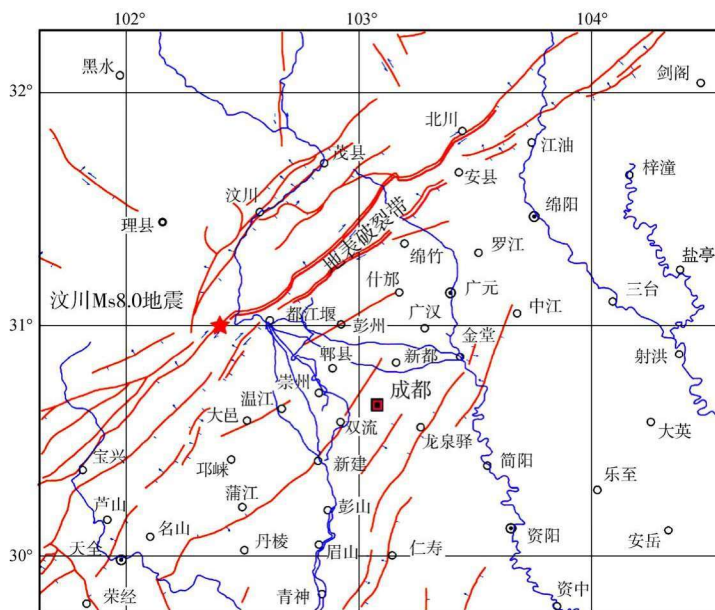 102° 103° 104°
黑水
剑阁
32°
北川
江油
茂县
安县
梓潼
汶川
理县
绵阳
地表破裂带
绵竹
罗江
盐亭
什邡
广元
三台
汶川Ms8.0地震
都江堰
广汉
中江
31°
彭州
金堂
射洪
郫县
新都
崇州
成都
温江
大邑
双流
龙泉驿
大英
宝兴
邛崃
新建
简阳
乐至
芦山
蒲江
彭山
名山
丹棱
眉山
仁寿
资阳
安岳
天全
30°
荣经
青神
资中